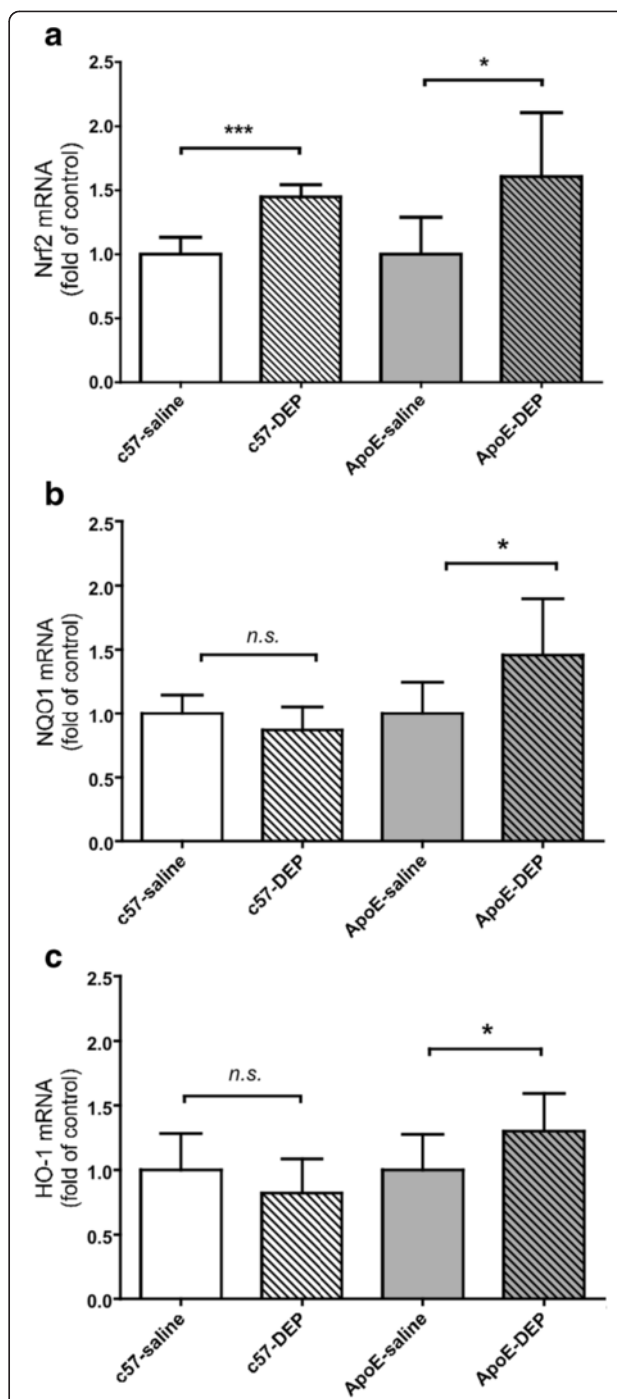 a
Nrf2 mRNA
(fold of control)
2.5
2.0
1.5
1.0
0.5
0.0
***
*
c57-saline
c57-DEP
ApoE-saline
ApoE-DEP
b
NQO1 mRNA
(fold of control)
2.5
2.0
1.5
1.0
0.5
0.0
n.s.
*
c57-saline
c57-DEP
ApoE-saline
ApoE-DEP
c
HO-1 mRNA
(fold of control)
2.5
2.0
1.5
1.0
0.5
0.0
n.s.
*
c57-saline
c57-DEP
ApoE-saline
ApoE-DEP